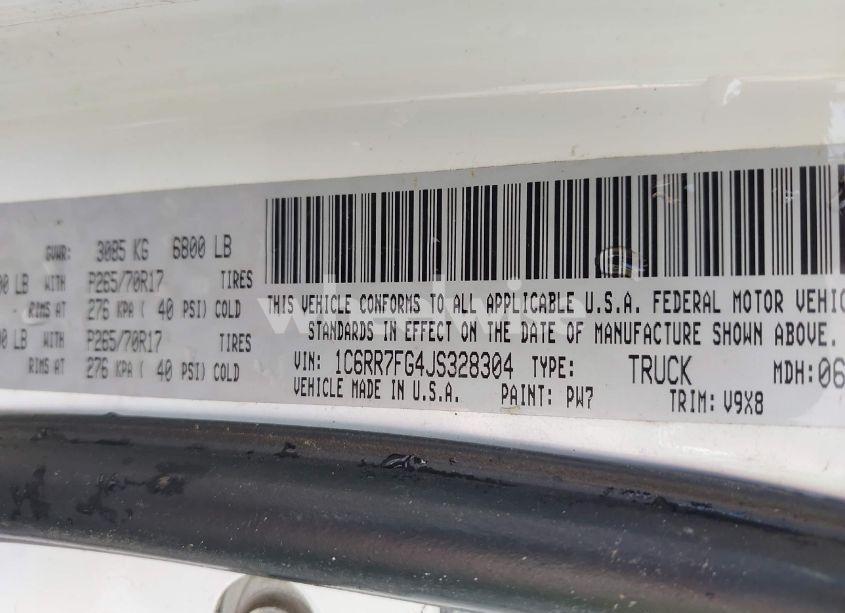 GVWR: 3085 KG 6800 LB
00 LB WITH P265/70R17 TIRES
RIMS AT 276 KPA ( 40 PSI) COLD
00 LB WITH P265/70R17 TIRES
RIMS AT 276 KPA ( 40 PSI) COLD
THIS VEHICLE CONFORMS TO ALL APPLICABLE U.S.A. FEDERAL MOTOR VEHIC
STANDARDS IN EFFECT ON THE DATE OF MANUFACTURE SHOWN ABOVE.
VIN: 1C6RR7FG4JS328304 TYPE: TRUCK MDH: 06
VEHICLE MADE IN U.S.A. PAINT: PW7 TRIM: V9X8